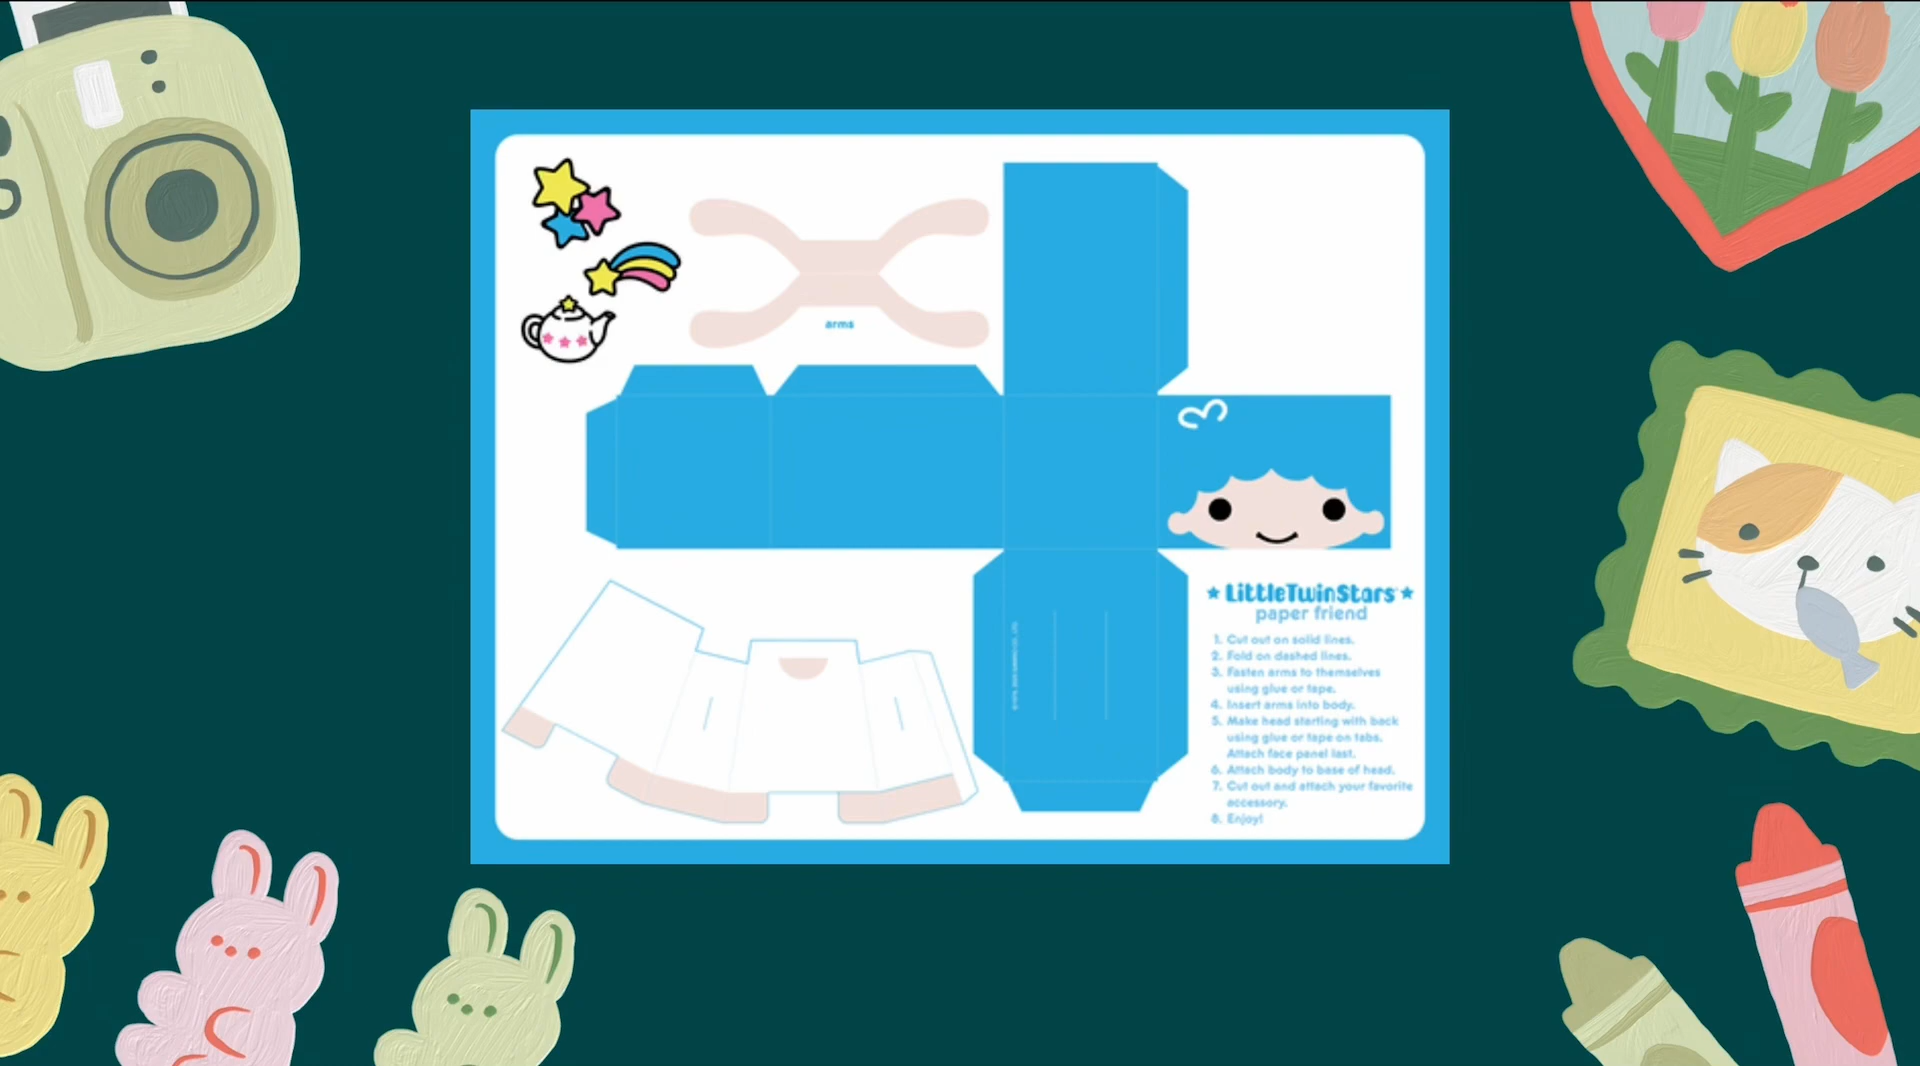 arms
LittleTwinStars
paper friend
1. Cut out on solid lines.
2. Fold on dashed lines.
3. Fasten arms to themselves
using glue or tape.
4. Insert arms into body.
5. Make head starting with back
using glue or tape on tabs.
Attach face panel last.
6. Attach body to base of head.
7. Cut out and attach your favorite
accessory.
8. Enjoy!